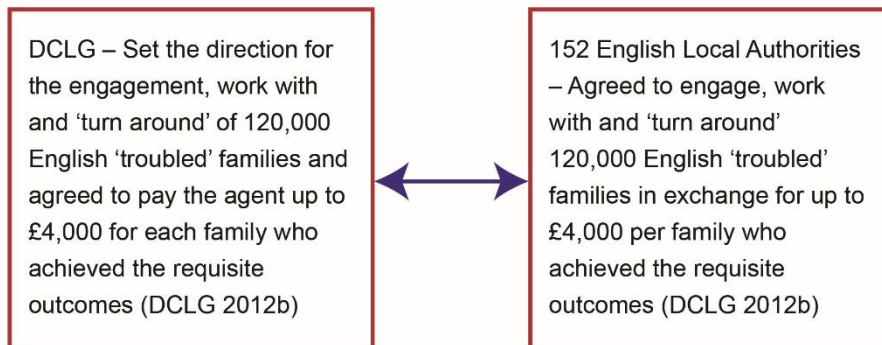 DCLG – Set the direction for
the engagement, work with
and ‘turn around’ of 120,000
English ‘troubled’ families and
agreed to pay the agent up to
£4,000 for each family who
achieved the requisite
outcomes (DCLG 2012b)
152 English Local Authorities
– Agreed to engage, work
with and ‘turn around’
120,000 English ‘troubled’
families in exchange for up to
£4,000 per family who
achieved the requisite
outcomes (DCLG 2012b)